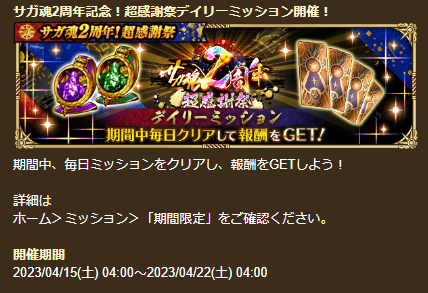 サガ魂2周年記念！超感謝祭デイリーミッション開催！
サガ魂2周年！超感謝祭
サガ魂2周年
超感謝祭
デイリーミッション
期間中毎日クリアして報酬をGET!
期間中、毎日ミッションをクリアし、報酬をGETしよう！
詳細は
ホーム＞ミッション＞「期間限定」をご確認ください。
開催期間
2023/04/15(土) 04:00～2023/04/22(土) 04:00